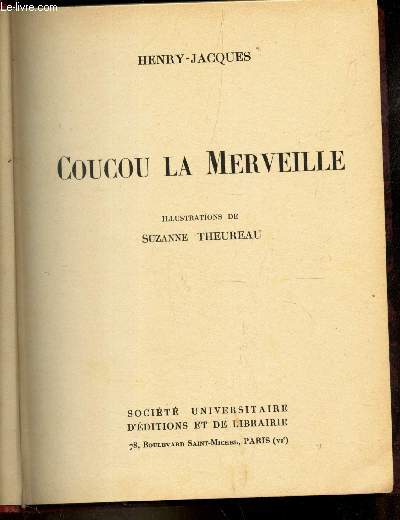 HENRY-JACQUES
COUCOU LA MERVEILLE
ILLUSTRATIONS DE
SUZANNE THEUREAU
SOCIÉTÉ UNIVERSITAIRE
D'ÉDITIONS ET DE LIBRAIRIE
78, BOULEVARD SAINT-MICHEL, PARIS (VIᵉ)
© le-livre.com